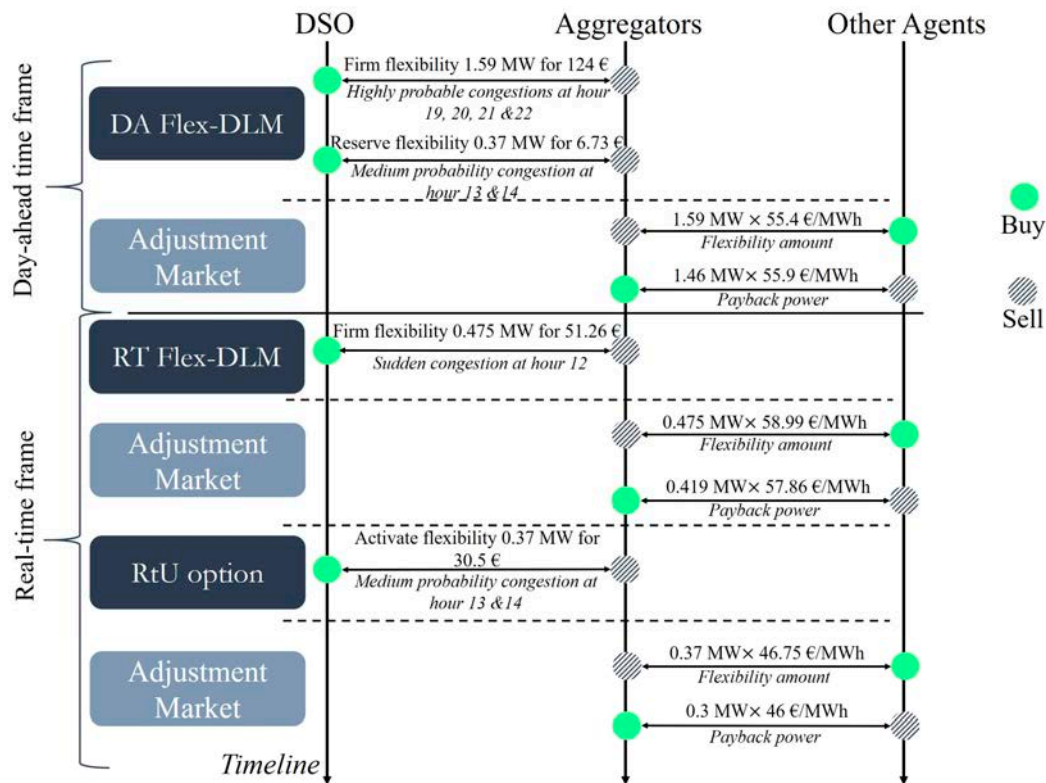 DSO
Aggregators
Other Agents
Day-ahead time frame
DA Flex-DLM
Firm flexibility 1.59 MW for 124 €
Highly probable congestions at hour
19, 20, 21 &22
Reserve flexibility 0.37 MW for 6.73 €
Medium probability congestion at
hour 13 &14
Adjustment
Market
1.59 MW × 55.4 €/MWh
Flexibility amount
1.46 MW× 55.9 €/MWh
Payback power
Buy
Sell
Real-time frame
RT Flex-DLM
Firm flexibility 0.475 MW for 51.26 €
Sudden congestion at hour 12
Adjustment
Market
0.475 MW× 58.99 €/MWh
Flexibility amount
0.419 MW× 57.86 €/MWh
Payback power
RtU option
Activate flexibility 0.37 MW for
30.5 €
Medium probability congestion at
hour 13 &14
Adjustment
Market
0.37 MW× 46.75 €/MWh
Flexibility amount
0.3 MW× 46 €/MWh
Payback power
Timeline